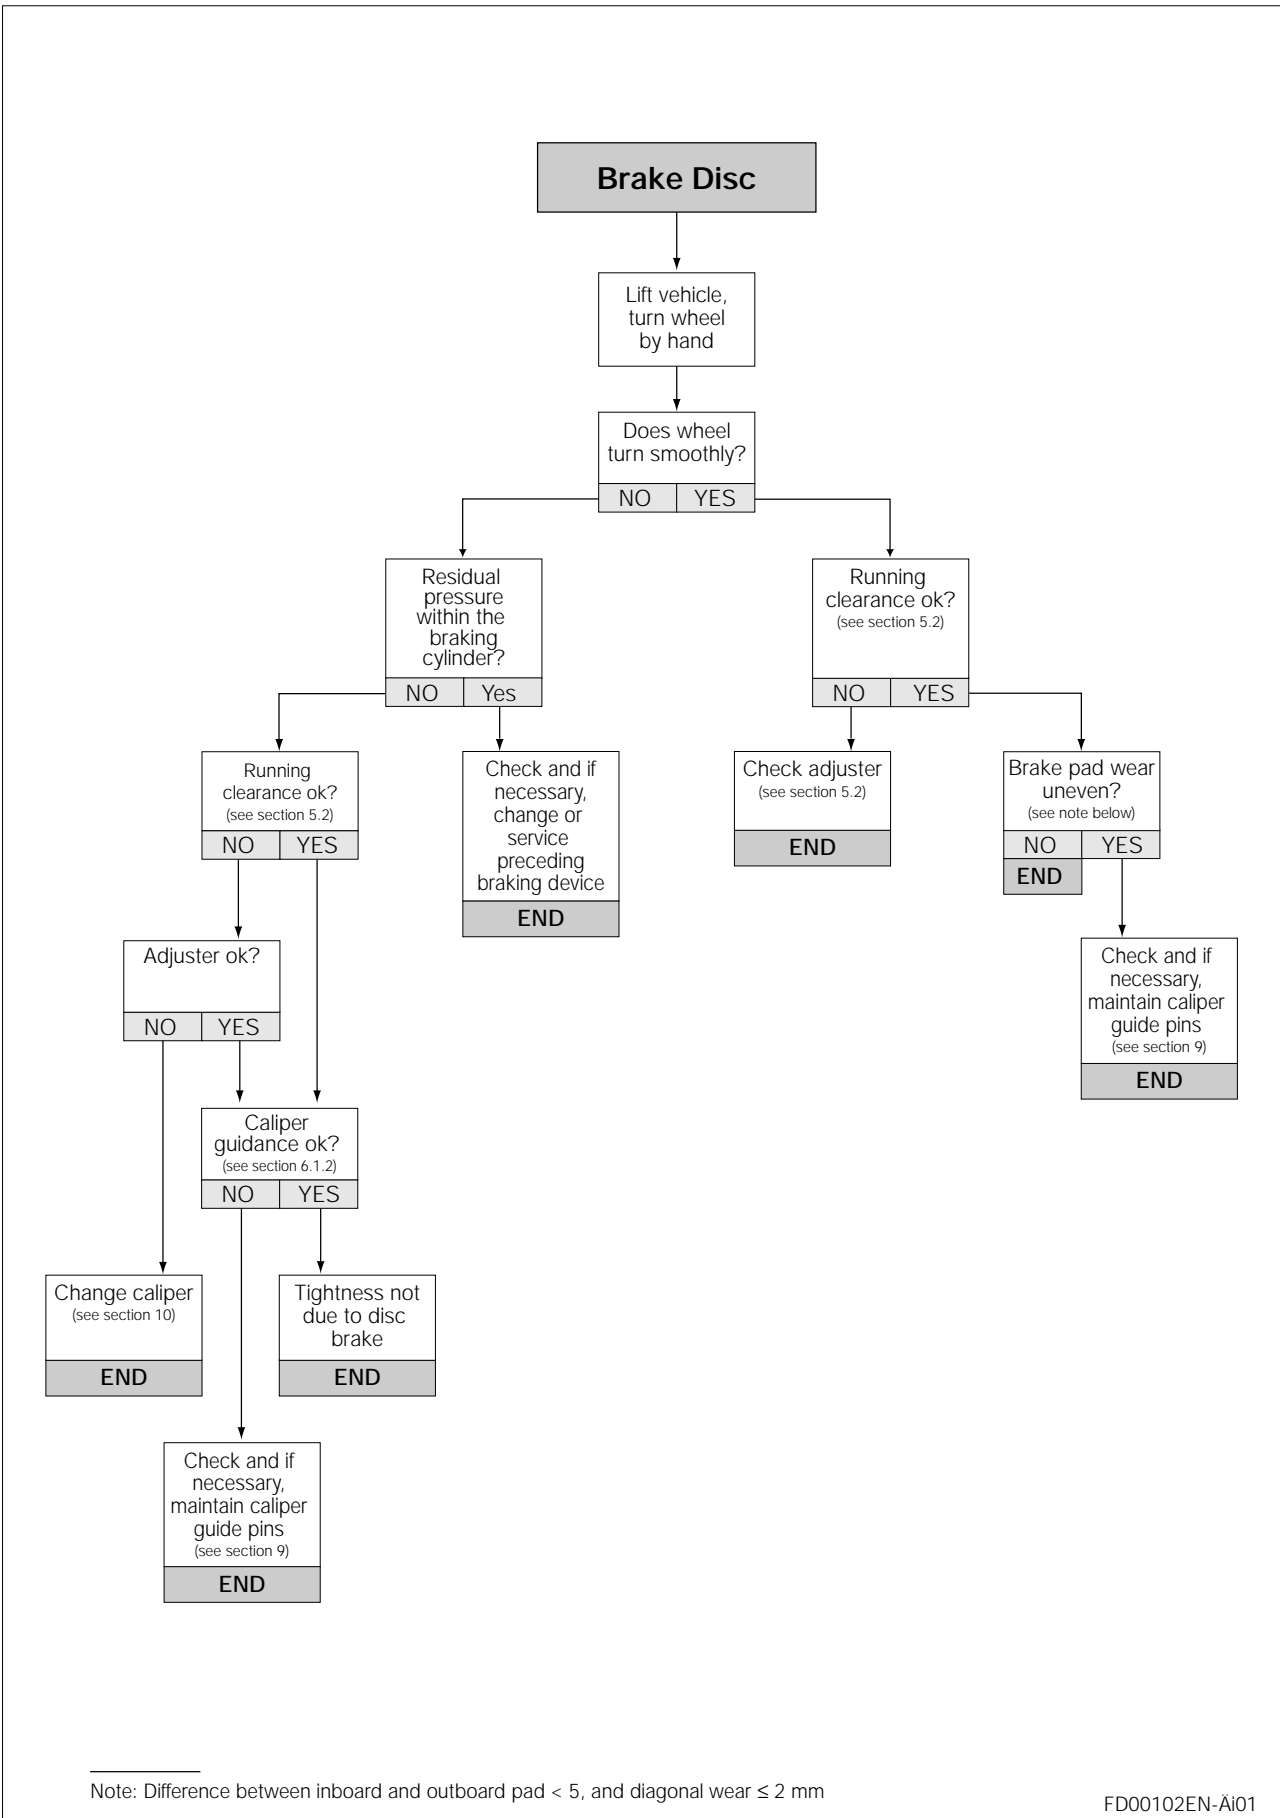 Brake Disc
Lift vehicle,
turn wheel
by hand
Does wheel
turn smoothly?
NO YES
Residual
pressure
within the
braking
cylinder?
NO Yes
Running
clearance ok?
(see section 5.2)
NO YES
Running
clearance ok?
(see section 5.2)
NO YES
Check and if
necessary,
change or
service
preceding
braking device
END
Check adjuster
(see section 5.2)
END
Brake pad wear
uneven?
(see note below)
NO YES
END
Adjuster ok?
NO YES
Check and if
necessary,
maintain caliper
guide pins
(see section 9)
END
Caliper
guidance ok?
(see section 6.1.2)
NO YES
Change caliper
(see section 10)
END
Tightness not
due to disc
brake
END
Check and if
necessary,
maintain caliper
guide pins
(see section 9)
END
Note: Difference between inboard and outboard pad < 5, and diagonal wear ≤ 2 mm
FD00102EN-Äi01